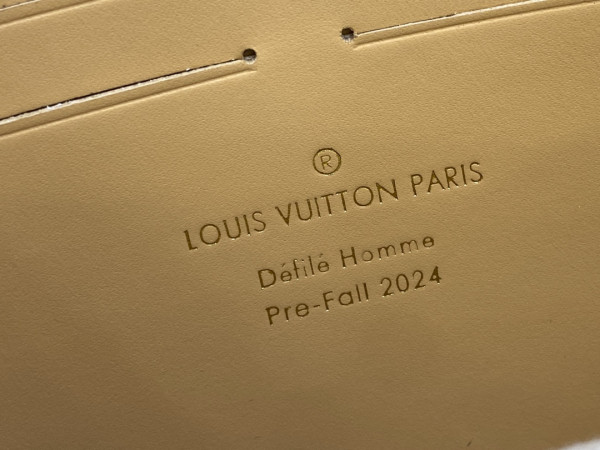 ®
LOUIS VUITTON PARIS
Défilé Homme
Pre-Fall 2024